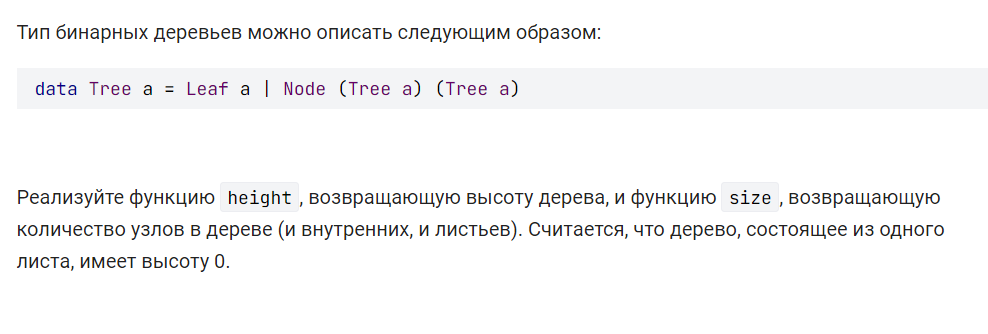 Тип бинарных деревьев можно описать следующим образом:
data Tree a = Leaf a | Node (Tree a) (Tree a)
Реализуйте функцию height, возвращающую высоту дерева, и функцию size, возвращающую
количество узлов в дереве (и внутренних, и листьев). Считается, что дерево, состоящее из одного
листа, имеет высоту 0.